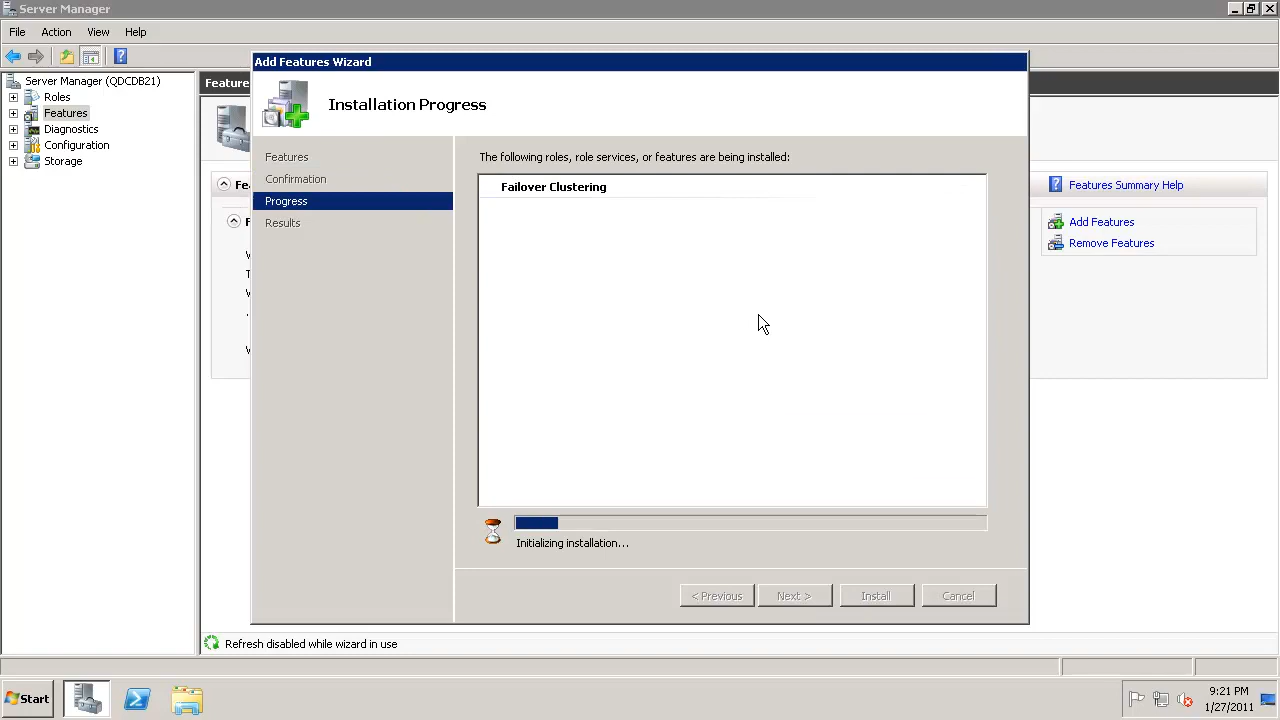 Server Manager
File Action View Help
Server Manager (QDCDB21)
Roles
Features
Diagnostics
Configuration
Storage
Feature
Fe
F
Add Features Wizard
Installation Progress
Features
Confirmation
Progress
Results
The following roles, role services, or features are being installed:
Failover Clustering
Initializing installation...
< Previous
Next >
Install
Cancel
Features Summary Help
Add Features
Remove Features
Refresh disabled while wizard in use
Start
9:21 PM
1/27/2011